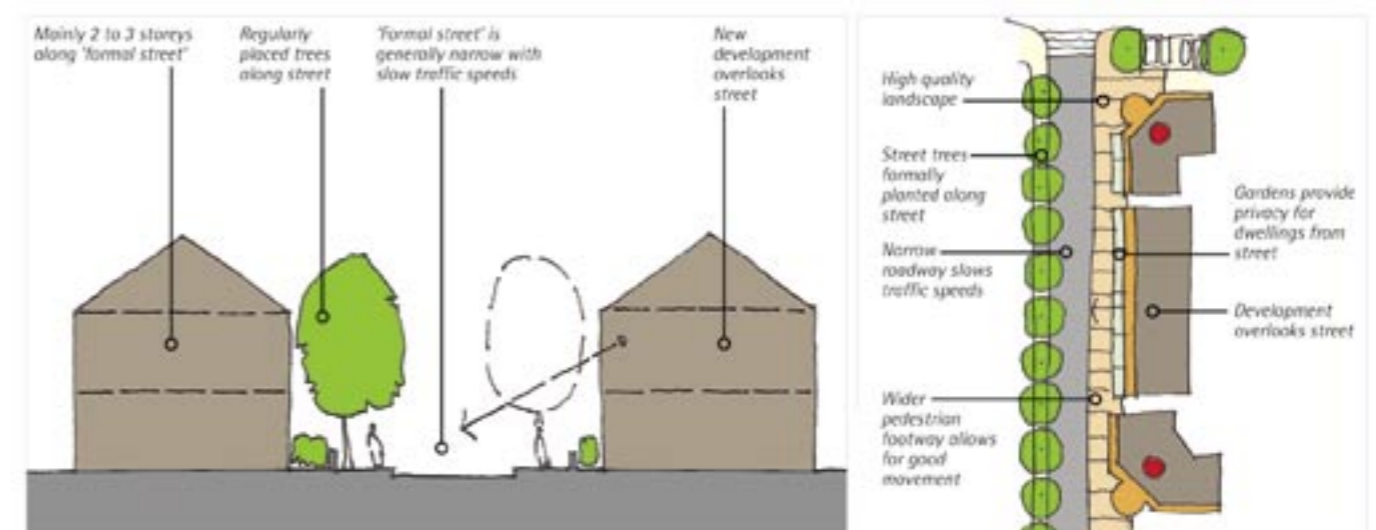 Mainly 2 to 3 storeys
along 'formal street'
Regularly
placed trees
along street
'Formal street' is
generally narrow with
slow traffic speeds
New
development
overlooks
street
High quality
landscape
Street trees
formally
planted along
street
Narrow
roadway slows
traffic speeds
Wider
pedestrian
footway allows
for good
movement
Gardens provide
privacy for
dwellings from
street
Development
overlooks street